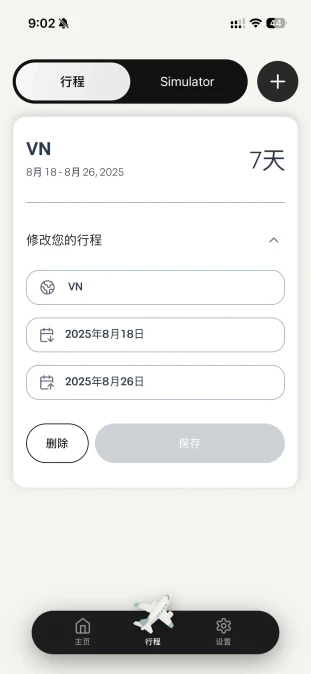 9:02
44
行程
Simulator
VN
8月 18 - 8月 26, 2025
7天
修改您的行程
VN
2025年8月18日
2025年8月26日
删除
保存
主页
行程
设置